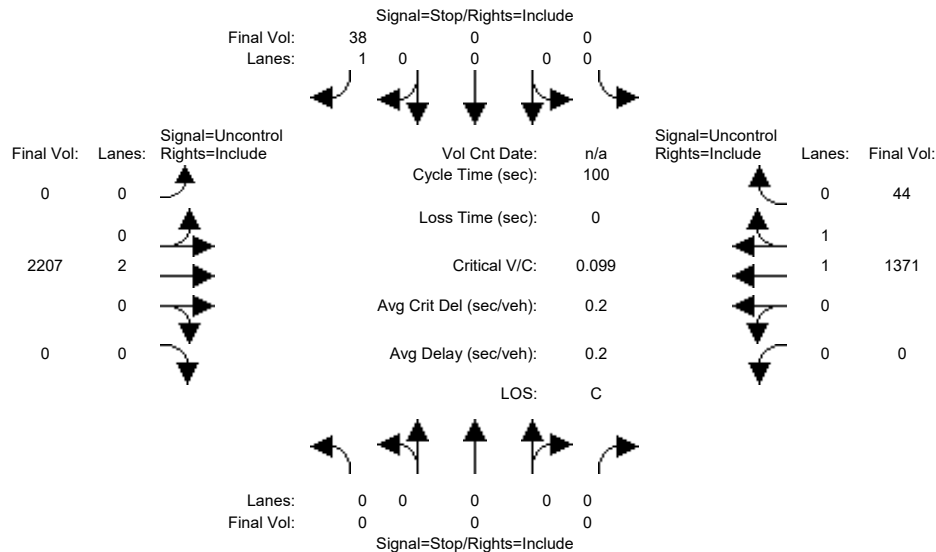 Signal=Stop/Rights=Include
Final Vol: 38 0 0
Lanes: 1 0 0 0 0
Signal=Uncontrol
Final Vol: Lanes: Rights=Include
Vol Cnt Date: n/a
Signal=Uncontrol
Rights=Include Lanes: Final Vol:
Cycle Time (sec): 100
0 0
0 44
Loss Time (sec): 0
0
1
2207 2
Critical V/C: 0.099
1 1371
0
Avg Crit Del (sec/veh): 0.2
0
0 0
Avg Delay (sec/veh): 0.2
0 0
LOS: C
Lanes: 0 0 0 0 0
Final Vol: 0 0 0
Signal=Stop/Rights=Include